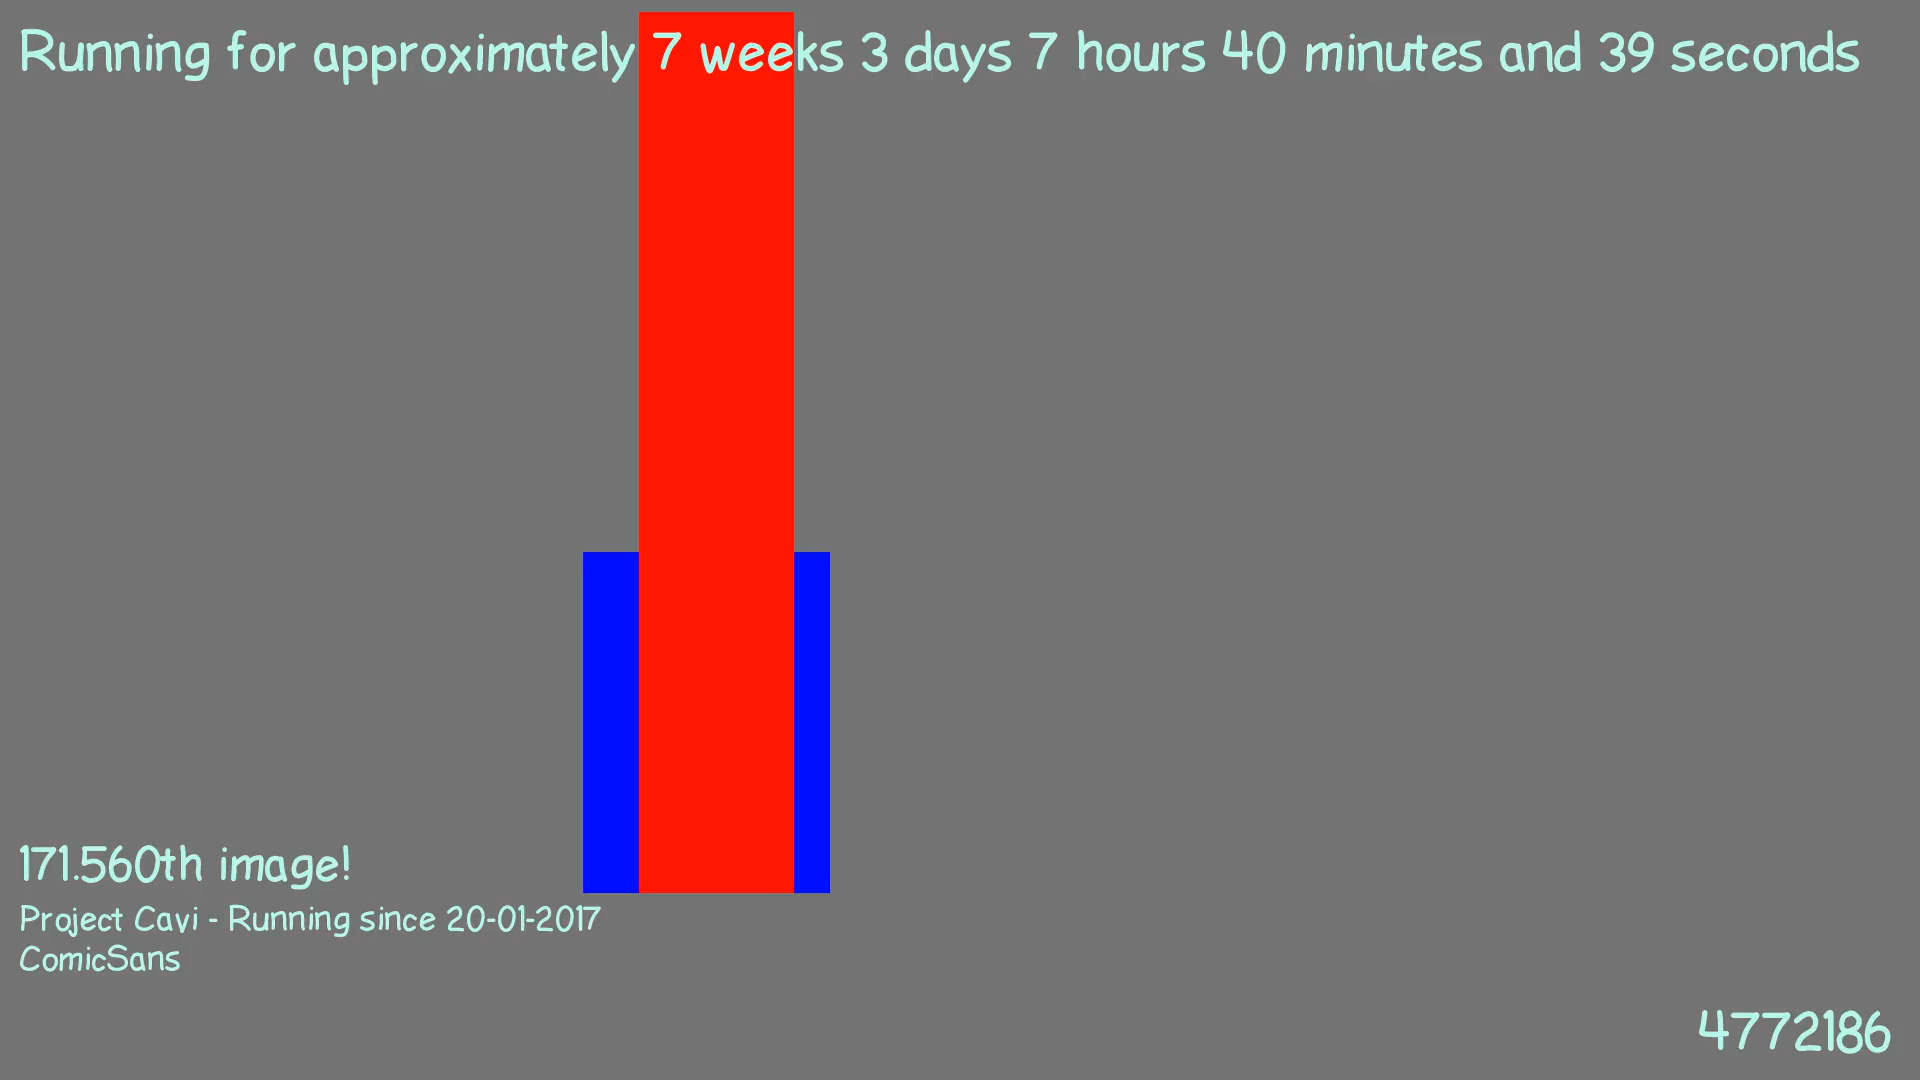 Running for approximately 7 weeks 3 days 7 hours 40 minutes and 39 seconds
171.560th image!
Project Cavi - Running since 20-01-2017
ComicSans
4772186